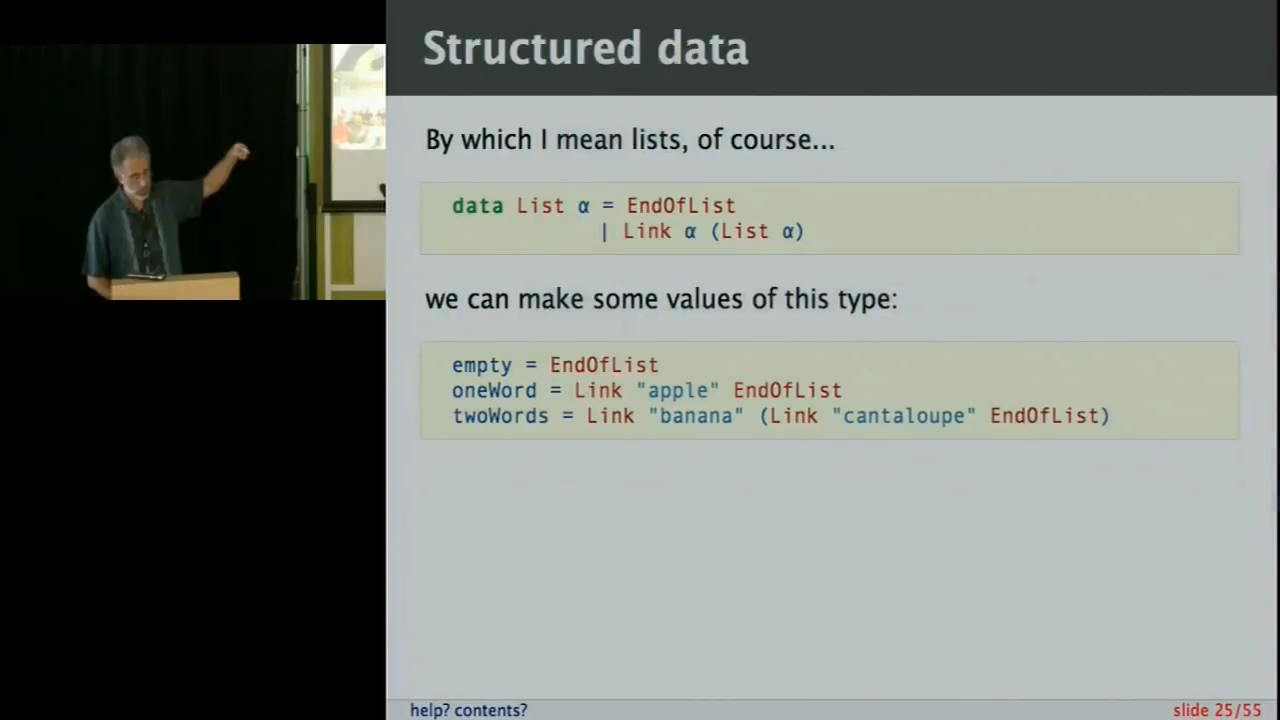 Structured data
By which I mean lists, of course...
data List α = EndOfList
| Link α (List α)
we can make some values of this type:
empty = EndOfList
oneWord = Link "apple" EndOfList
twoWords = Link "banana" (Link "cantaloupe" EndOfList)
help? contents?
slide 25/55